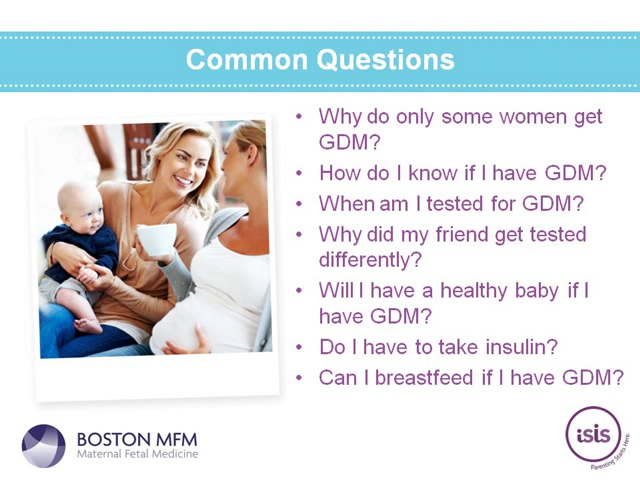 Common Questions
• Why do only some women get
GDM?
• How do I know if I have GDM?
• When am I tested for GDM?
• Why did my friend get tested
differently?
• Will I have a healthy baby if I
have GDM?
• Do I have to take insulin?
• Can I breastfeed if I have GDM?
BOSTON MFM
Maternal Fetal Medicine
isis
Parenting Starts Here.